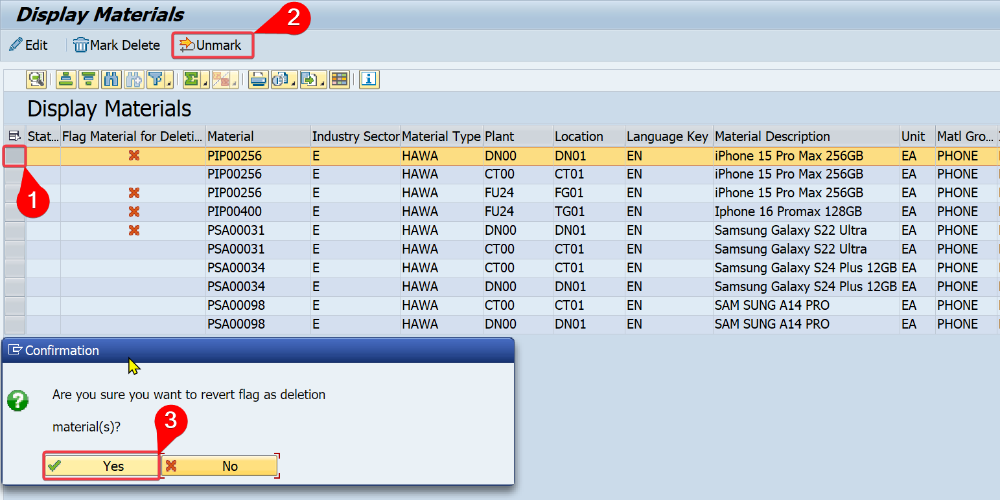 Display Materials
2
Edit Mark Delete Unmark
Display Materials
Stat... Flag Material for Deleti... Material Industry Sector Material Type Plant Location Language Key Material Description Unit Matl Gro...
PIP00256 E HAWA DN00 DN01 EN iPhone 15 Pro Max 256GB EA PHONE
PIP00256 E HAWA CT00 CT01 EN iPhone 15 Pro Max 256GB EA PHONE
1
PIP00256 E HAWA FU24 FG01 EN iPhone 15 Pro Max 256GB EA PHONE
PIP00400 E HAWA FU24 TG01 EN Iphone 16 Promax 128GB EA PHONE
PSA00031 E HAWA DN00 DN01 EN Samsung Galaxy S22 Ultra EA PHONE
PSA00031 E HAWA CT00 CT01 EN Samsung Galaxy S22 Ultra EA PHONE
PSA00034 E HAWA CT00 CT01 EN Samsung Galaxy S24 Plus 12GB EA PHONE
PSA00034 E HAWA DN00 DN01 EN Samsung Galaxy S24 Plus 12GB EA PHONE
PSA00098 E HAWA CT00 CT01 EN SAM SUNG A14 PRO EA PHONE
PSA00098 E HAWA DN00 DN01 EN SAM SUNG A14 PRO EA PHONE
Confirmation
Are you sure you want to revert flag as deletion
material(s)?
3
Yes No